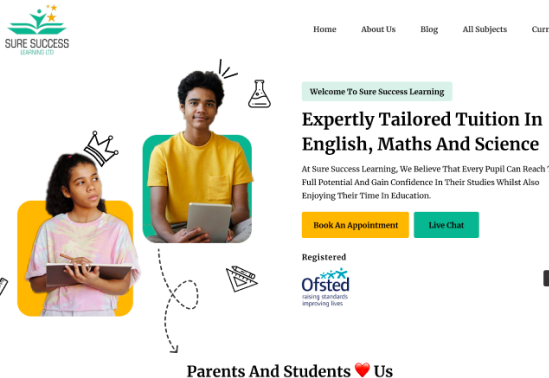 SURE SUCCESS
LEARNING LTD
Home About Us Blog All Subjects
Welcome To Sure Success Learning
Expertly Tailored Tuition In
English, Maths And Science
At Sure Success Learning, We Believe That Every Pupil Can Reach
Full Potential And Gain Confidence In Their Studies Whilst Also
Enjoying Their Time In Education.
Book An Appointment Live Chat
Registered
Ofsted
raising standards
improving lives
Parents And Students ❤️ Us